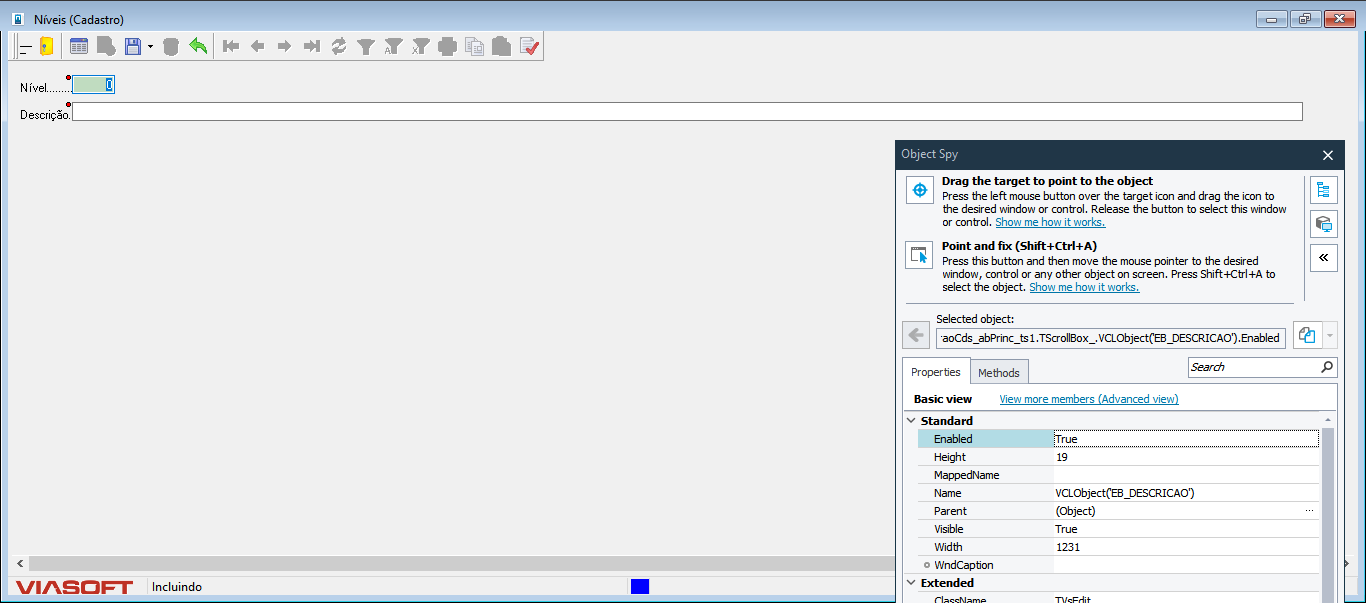 Níveis (Cadastro)
Nível........
0
Descrição.
Object Spy
Drag the target to point to the object
Press the left mouse button over the target icon and drag the icon to
the desired window or control. Release the button to select this window
or control. Show me how it works.
Point and fix (Shift+Ctrl+A)
Press this button and then move the mouse pointer to the desired
window, control or any other object on screen. Press Shift+Ctrl+A to
select the object. Show me how it works.
Selected object:
aoCds_abPrinc_ts1.TScrollBox_.VCLObject('EB_DESCRICAO').Enabled
Properties
Methods
Search
Basic view
View more members (Advanced view)
Standard
Enabled True
Height 19
MappedName
Name VCLObject('EB_DESCRICAO')
Parent (Object) ...
Visible True
Width 1231
WndCaption
Extended
ClassName TVsEdit
VIASOFT
Incluindo